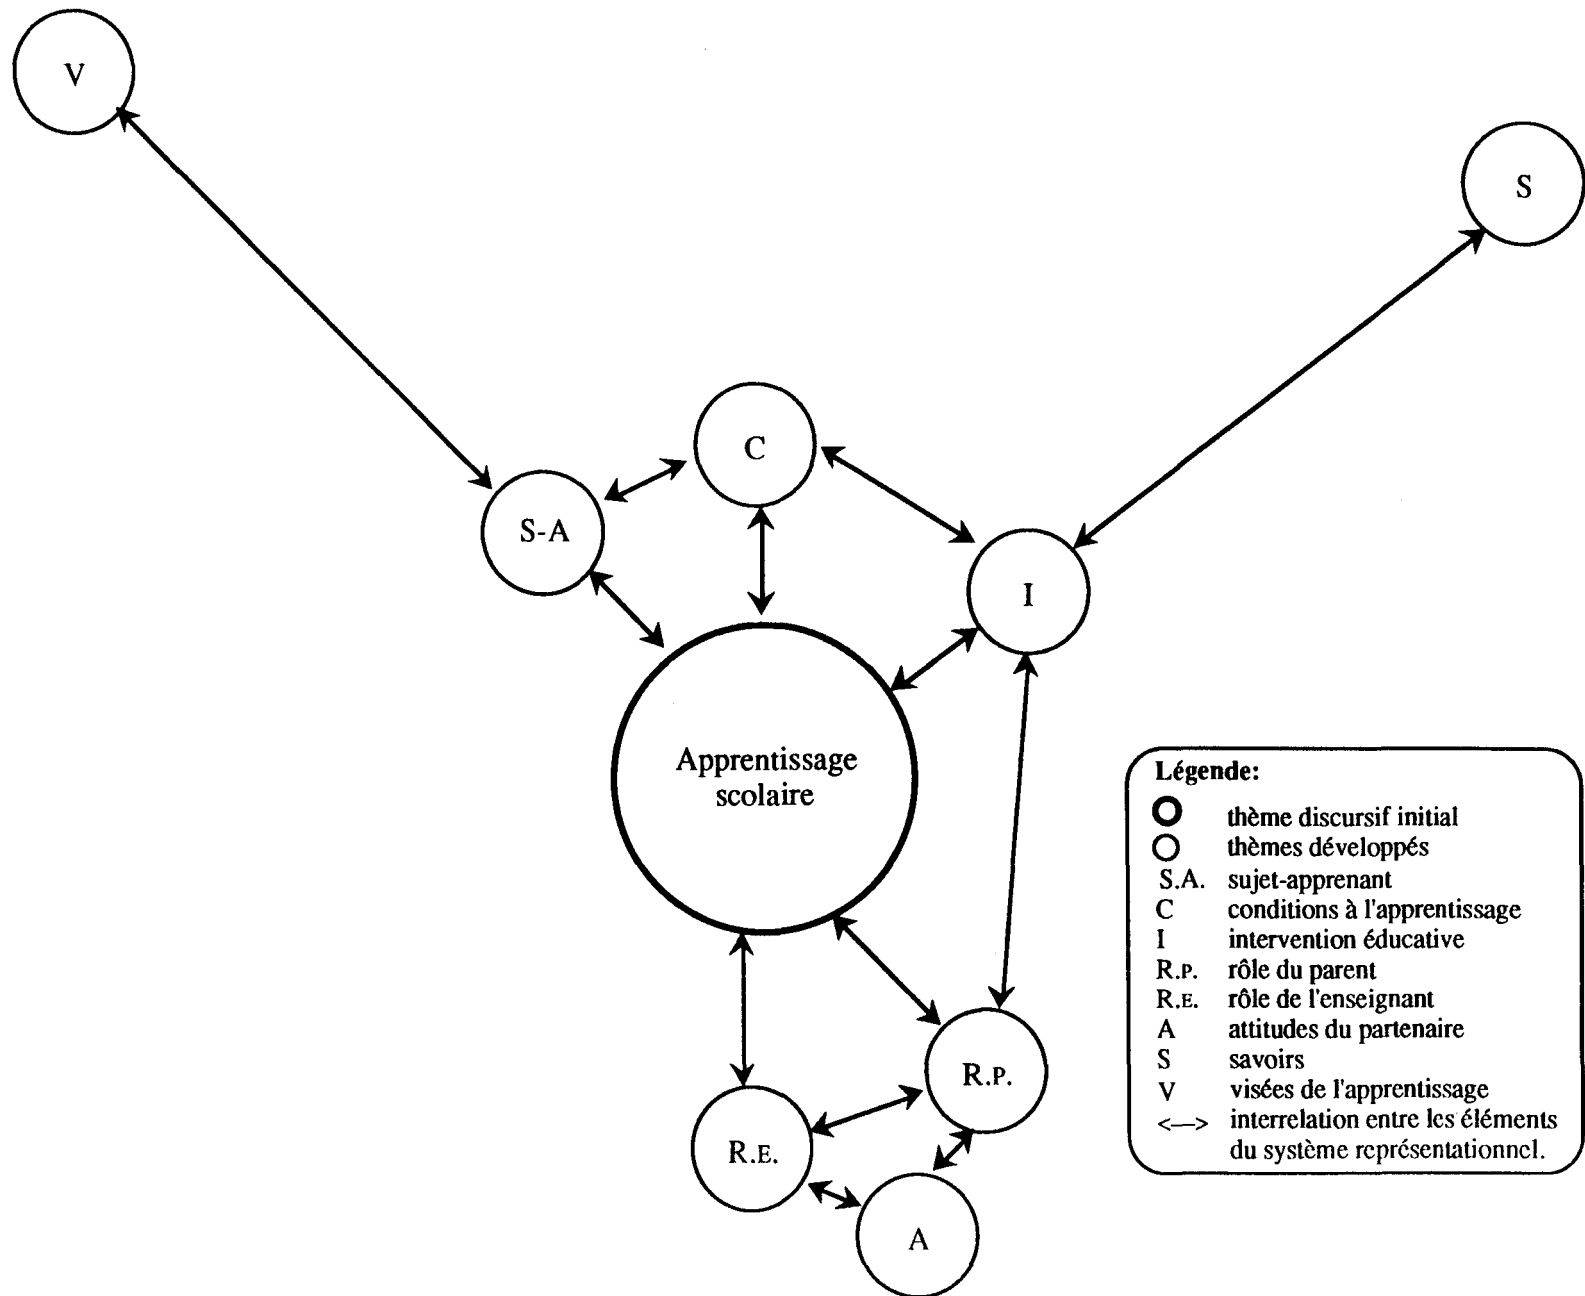 V
S
C
S-A
I
Apprentissage
scolaire
R.P.
R.E.
A
Légende:
thème discursif initial
thèmes développés
S.A. sujet-apprenant
C conditions à l'apprentissage
I intervention éducative
R.P. rôle du parent
R.E. rôle de l'enseignant
A attitudes du partenaire
S savoirs
V visées de l'apprentissage
<—> interrelation entre les éléments
du système représentationnel.